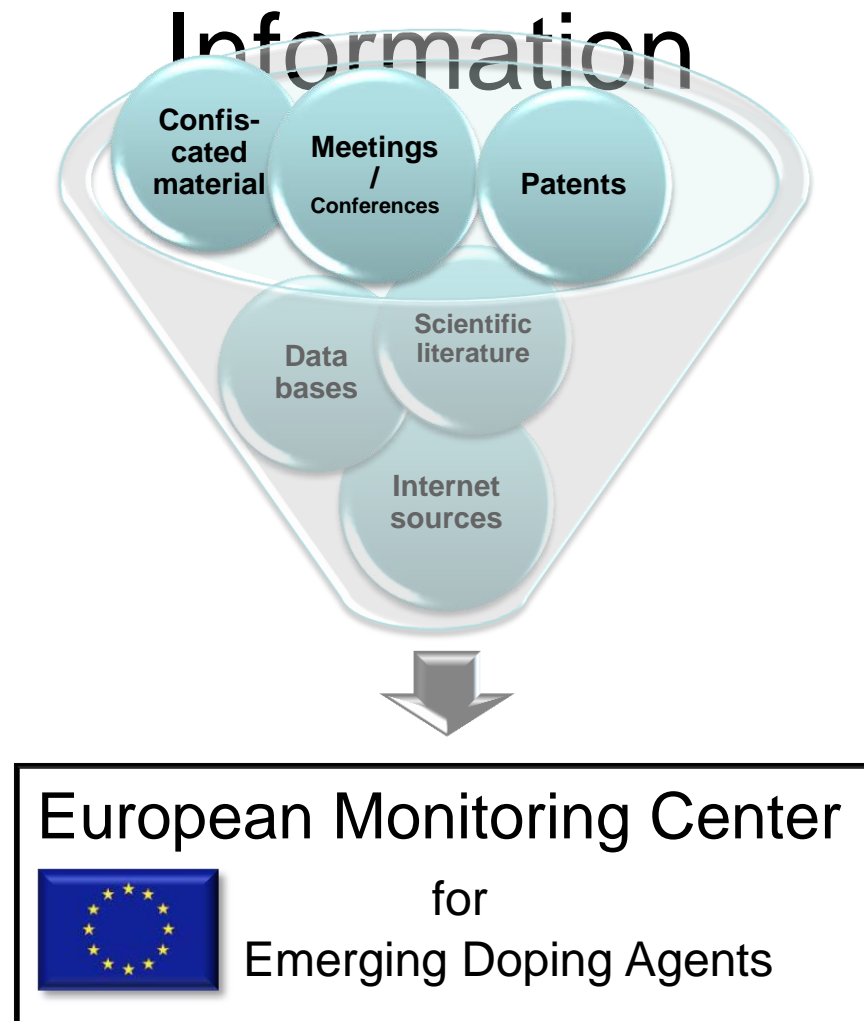 Information
Confis-
cated
material
Meetings
/
Conferences
Patents
Scientific
literature
Data
bases
Internet
sources
European Monitoring Center
for
Emerging Doping Agents